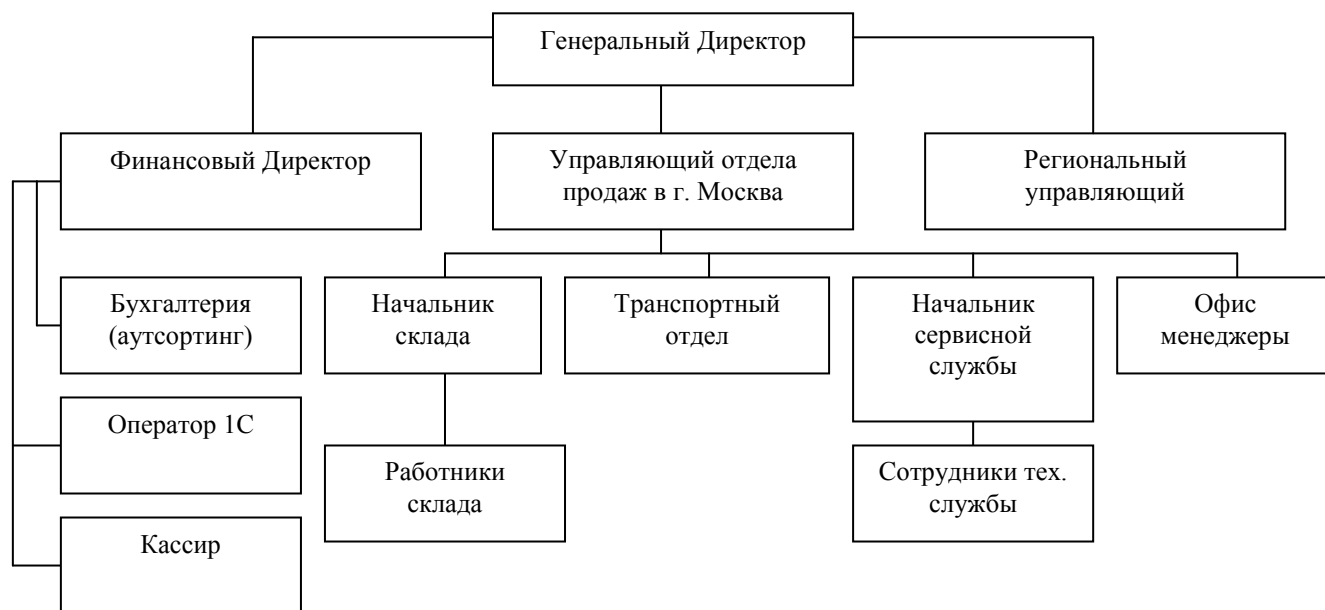 Генеральный Директор
Финансовый Директор
Управляющий отдела
продаж в г. Москва
Региональный
управляющий
Бухгалтерия
(аутсортинг)
Начальник
склада
Транспортный
отдел
Начальник
сервисной
службы
Офис
менеджеры
Оператор 1С
Работники
склада
Сотрудники тех.
службы
Кассир